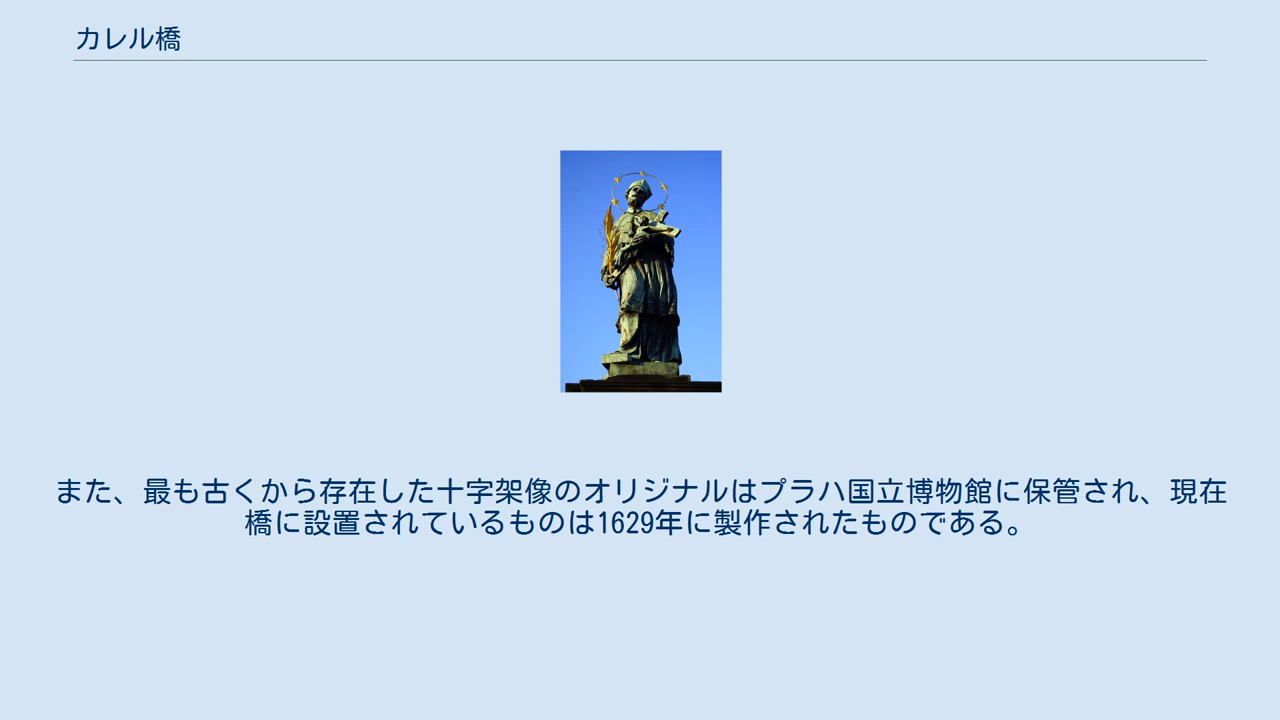 カレル橋
また、最も古くから存在した十字架像のオリジナルはプラハ国立博物館に保管され、現在
橋に設置されているものは1629年に製作されたものである。